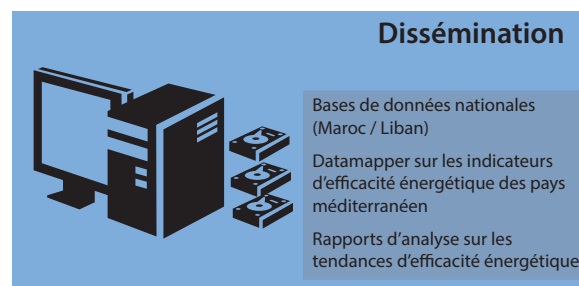 Dissémination
Bases de données nationales
(Maroc / Liban)
Datamapper sur les indicateurs
d’efficacité énergétique des pays
méditerranéen
Rapports d’analyse sur les
tendances d’efficacité énergétique